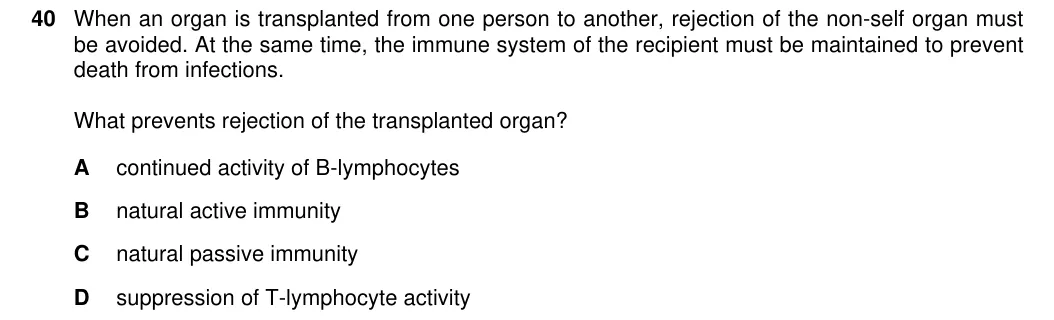 40 When an organ is transplanted from one person to another, rejection of the non-self organ must
be avoided. At the same time, the immune system of the recipient must be maintained to prevent
death from infections.
What prevents rejection of the transplanted organ?
A continued activity of B-lymphocytes
B natural active immunity
C natural passive immunity
D suppression of T-lymphocyte activity